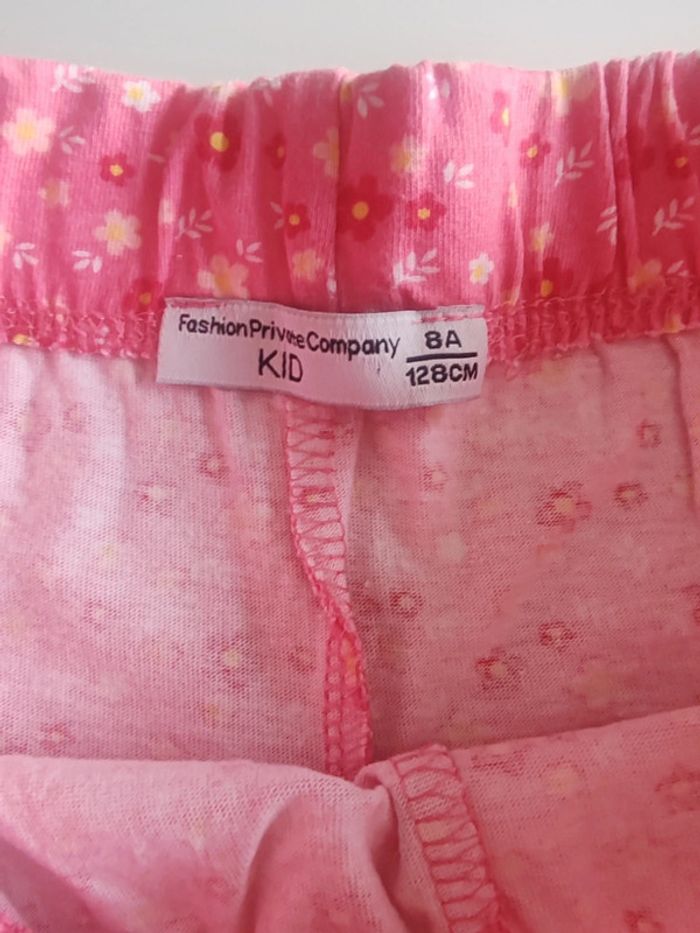 FashionPrivateCompany
KID
8A
128CM